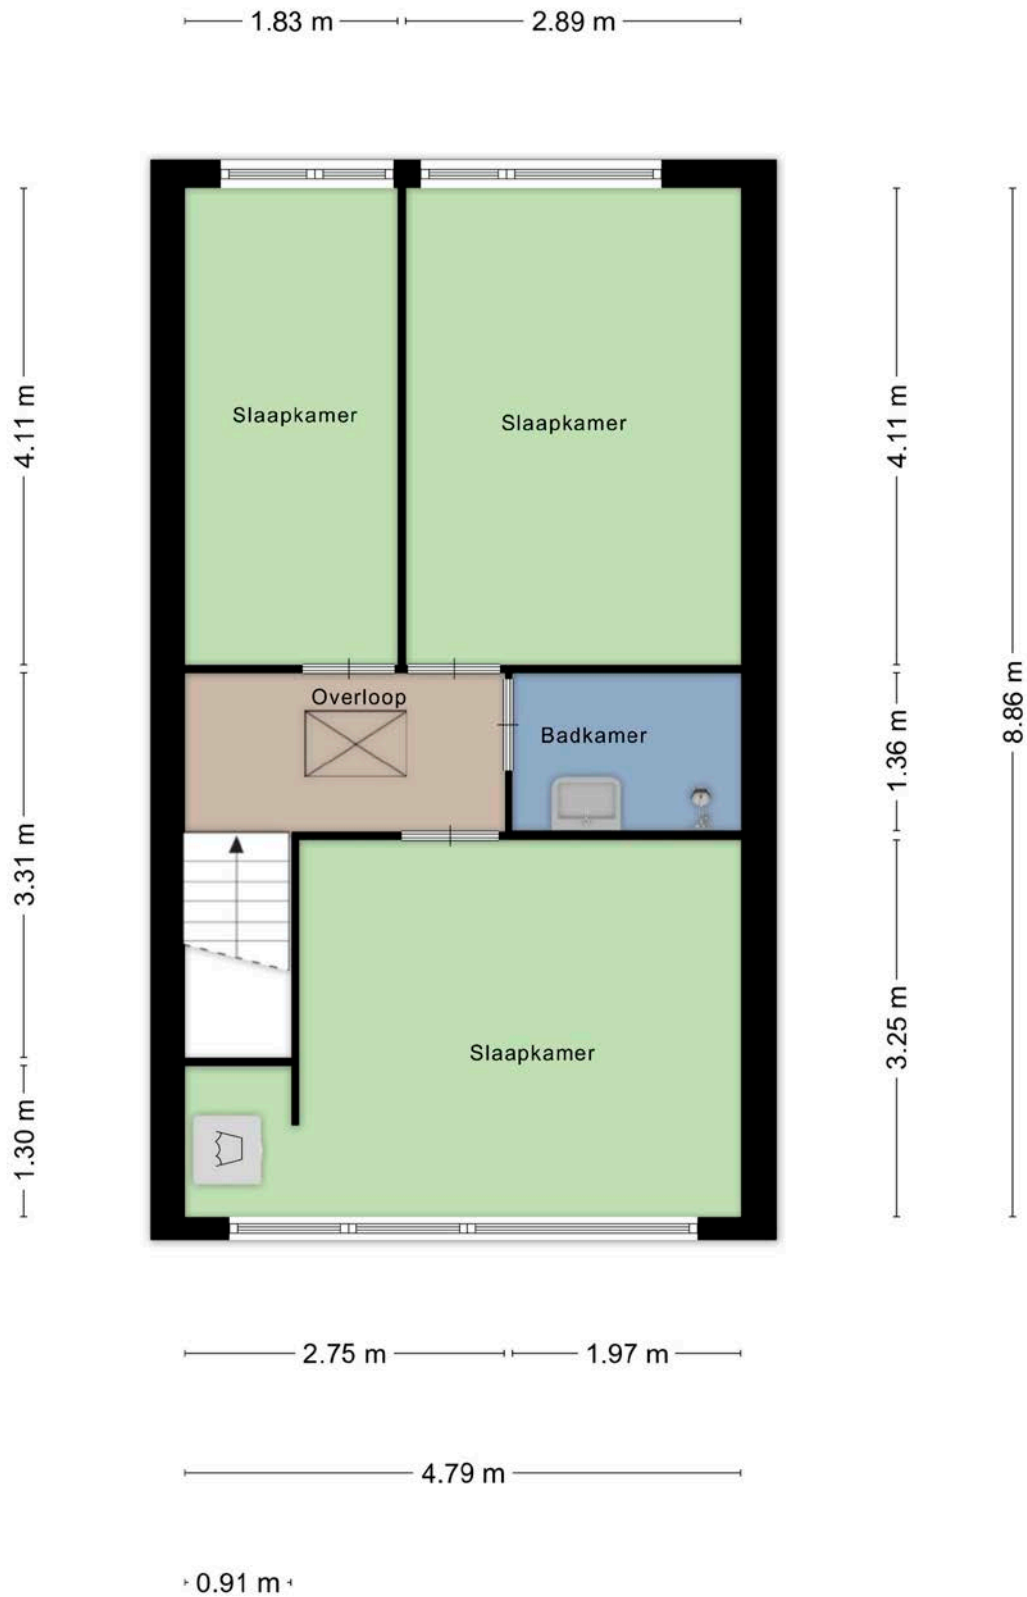 1.83 m
2.89 m
4.11 m
4.11 m
Slaapkamer
Slaapkamer
8.86 m
Overloop
Badkamer
1.36 m
3.31 m
3.25 m
Slaapkamer
1.30 m
2.75 m
1.97 m
4.79 m
0.91 m